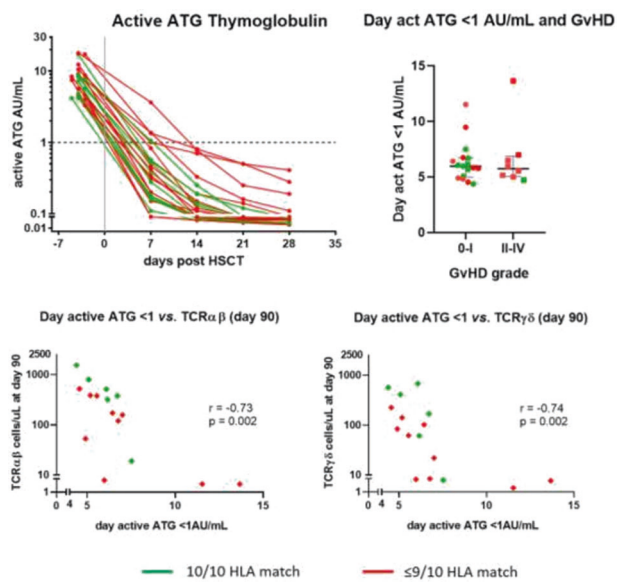 Active ATG Thymoglobulin
active ATG AU/mL
30
10
1
0.1
0.01
-7 0 7 14 21 28 35
days post HSCT
Day act ATG <1 AU/mL and GvHD
Day act ATG <1 AU/mL
15
10
5
0
0-I II-IV
GvHD grade
Day active ATG <1 vs. TCRαβ (day 90)
TCRαβ cells/uL at day 90
2500
1000
100
10
1
r = -0.73
p = 0.002
0 4 5 10 15
day active ATG <1AU/mL
Day active ATG <1 vs. TCRγδ (day 90)
TCRγδ cells/uL at day 90
2500
1000
100
10
1
r = -0.74
p = 0.002
0 4 5 10 15
day active ATG <1AU/mL
10/10 HLA match ≤9/10 HLA match